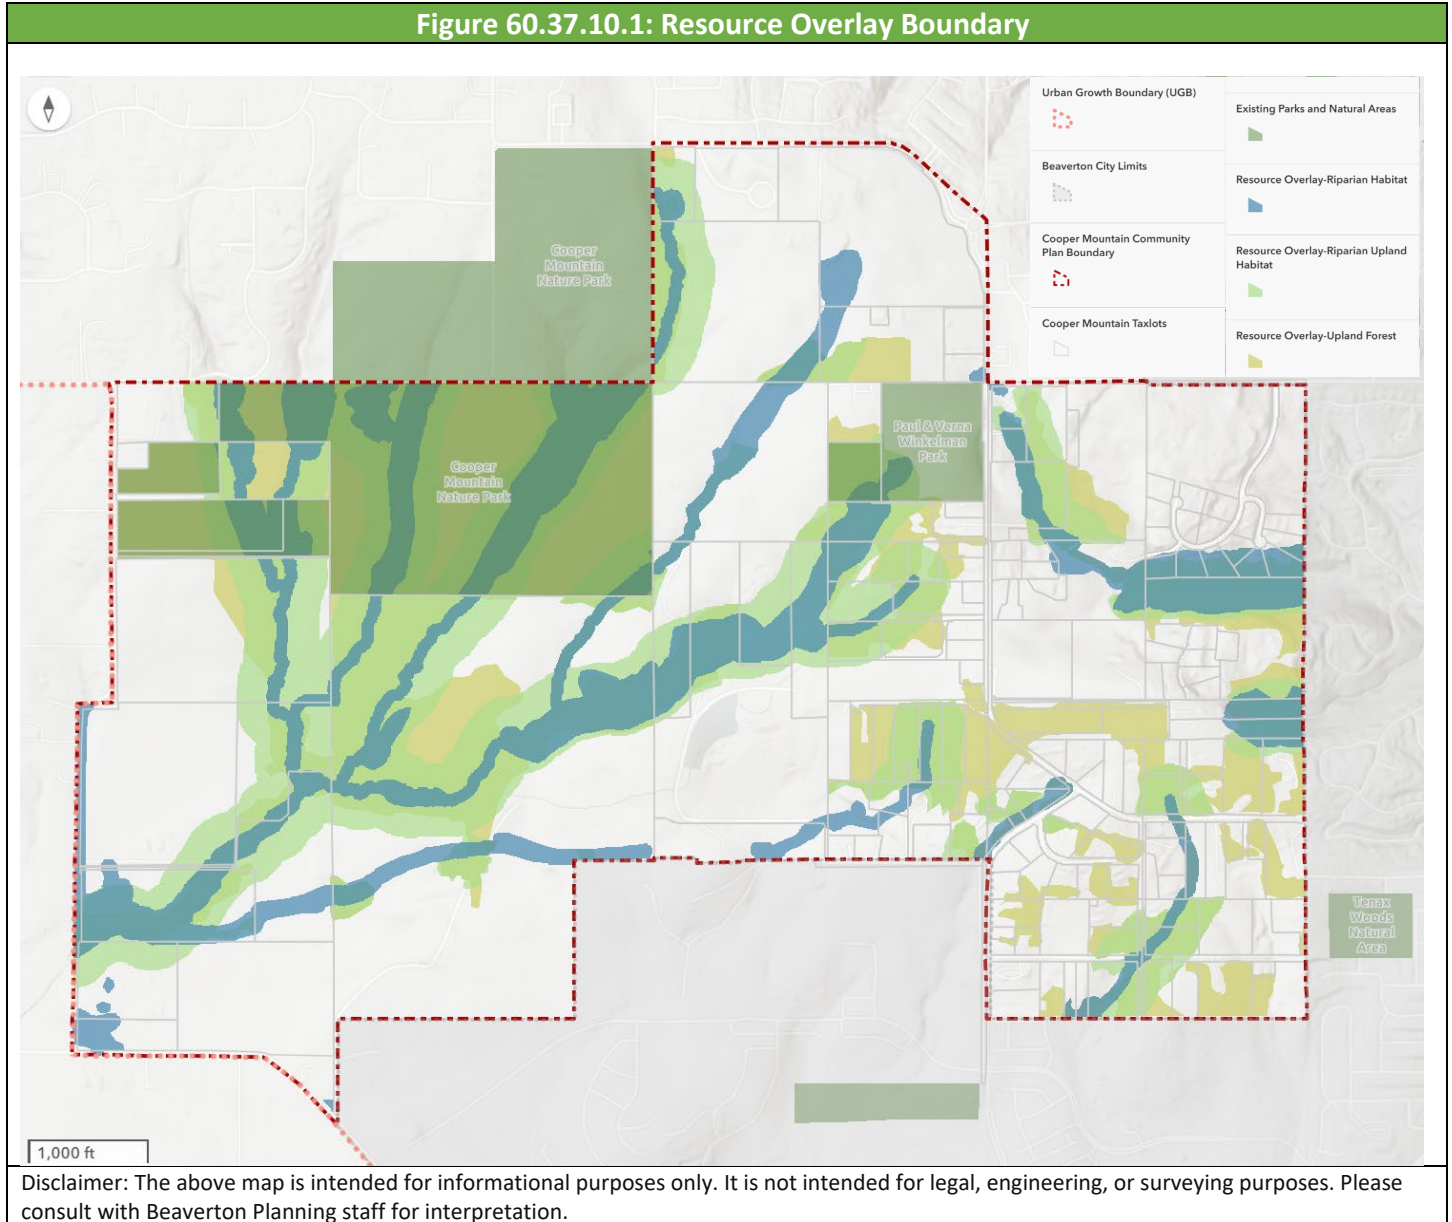 Figure 60.37.10.1: Resource Overlay Boundary
Urban Growth Boundary (UGB)
Beaverton City Limits
Cooper Mountain Community
Plan Boundary
Cooper Mountain Taxlots
Existing Parks and Natural Areas
Resource Overlay-Riparian Habitat
Resource Overlay-Riparian Upland
Habitat
Resource Overlay-Upland Forest
Cooper
Mountain
Nature Park
Paul & Verna
Winkelman
Park
Cooper
Mountain
Nature Park
Tenax
Woods
Natural
Area
1,000 ft
Disclaimer: The above map is intended for informational purposes only. It is not intended for legal, engineering, or surveying purposes. Please
consult with Beaverton Planning staff for interpretation.